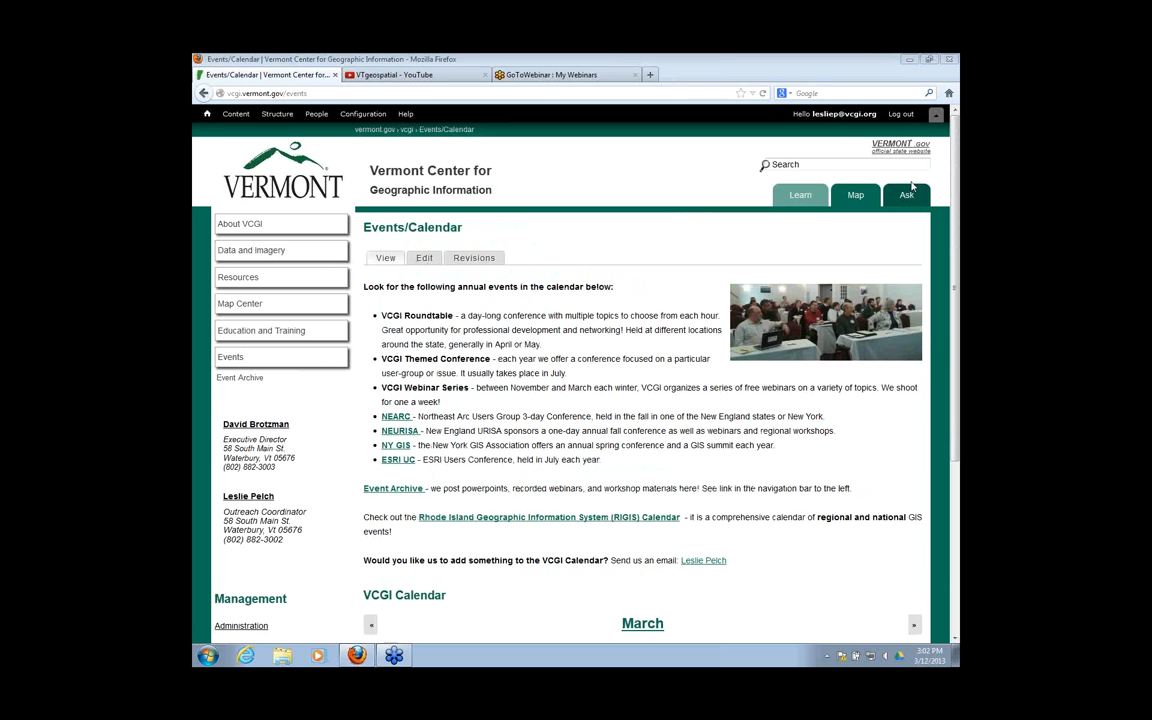 Events/Calendar | Vermont Center for Geographic Information - Mozilla Firefox
Events/Calendar | Vermont Center for... ×
VTgeospatial - YouTube ×
GoToWebinar : My Webinars ×
vcgi.vermont.gov/events
Google
Content Structure People Configuration Help
Hello lesliep@vcgi.org Log out
vermont.gov › vcgi › Events/Calendar
VERMONT .gov
official state website
VERMONT
Vermont Center for
Geographic Information
Search
Learn Map Ask
About VCGI
Data and Imagery
Resources
Map Center
Education and Training
Events
Event Archive
David Brotzman
Executive Director
58 South Main St.
Waterbury, Vt 05676
(802) 882-3003
Leslie Pelch
Outreach Coordinator
58 South Main St.
Waterbury, Vt 05676
(802) 882-3002
Management
Administration
Events/Calendar
View Edit Revisions
Look for the following annual events in the calendar below:
• VCGI Roundtable - a day-long conference with multiple topics to choose from each hour.
Great opportunity for professional development and networking! Held at different locations
around the state, generally in April or May.
• VCGI Themed Conference - each year we offer a conference focused on a particular
user-group or issue. It usually takes place in July.
• VCGI Webinar Series - between November and March each winter, VCGI organizes a series of free webinars on a variety of topics. We shoot
for one a week!
• NEARC - Northeast Arc Users Group 3-day Conference, held in the fall in one of the New England states or New York.
• NEURISA - New England URISA sponsors a one-day annual fall conference as well as webinars and regional workshops.
• NY GIS - the New York GIS Association offers an annual spring conference and a GIS summit each year.
• ESRI UC - ESRI Users Conference, held in July each year.
Event Archive - we post powerpoints, recorded webinars, and workshop materials here! See link in the navigation bar to the left.
Check out the Rhode Island Geographic Information System (RIGIS) Calendar - it is a comprehensive calendar of regional and national GIS
events!
Would you like us to add something to the VCGI Calendar? Send us an email: Leslie Pelch
VCGI Calendar
« March »
3:02 PM
3/12/2013